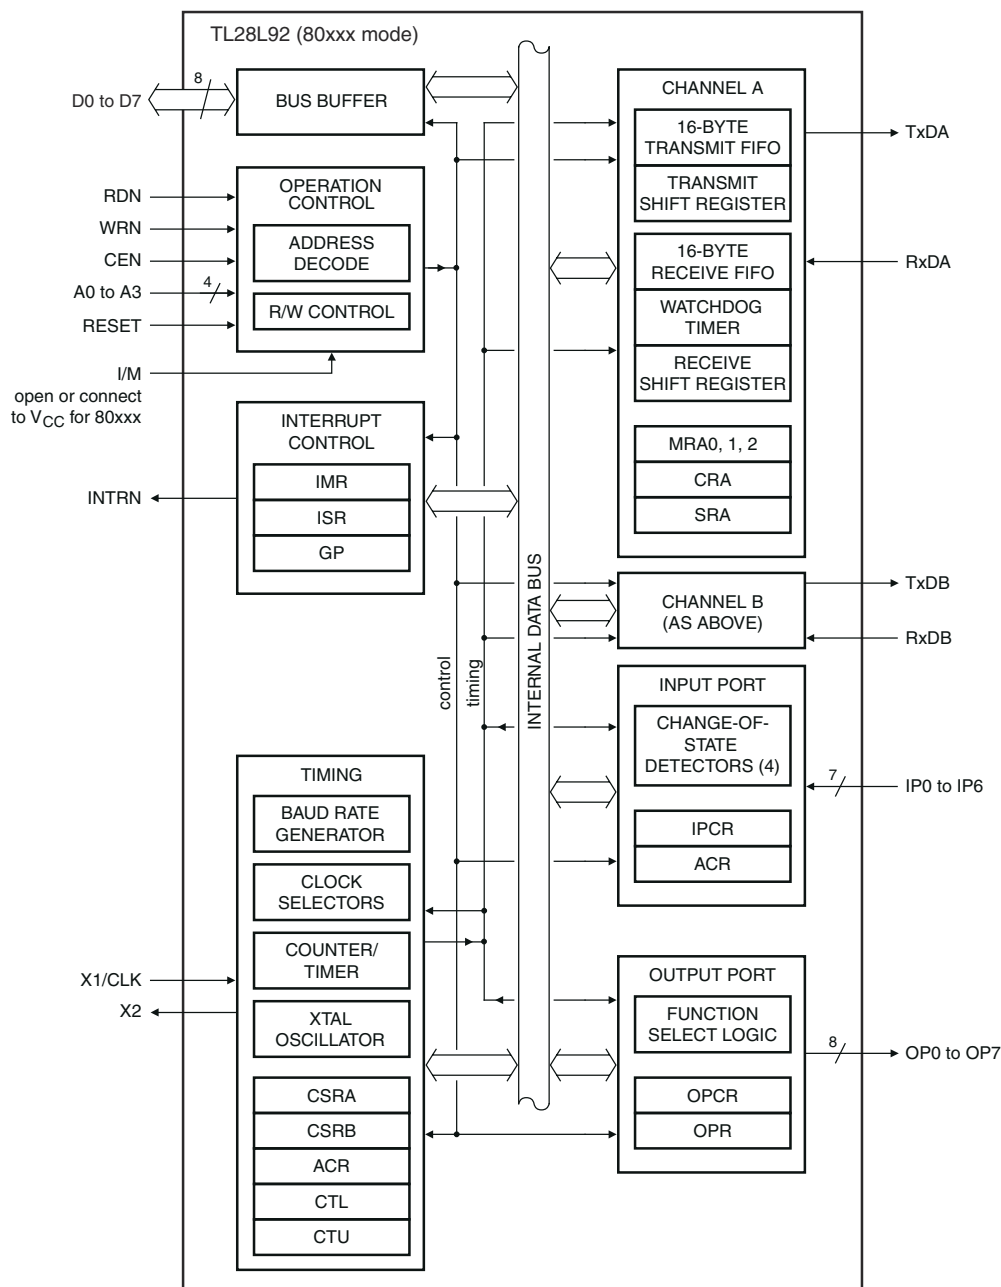 TL28L92 (80xxx mode)
D0 to D7
8
BUS BUFFER
RDN
WRN
CEN
A0 to A3
4
RESET
OPERATION
CONTROL
ADDRESS
DECODE
R/W CONTROL
I/M
open or connect
to VCC for 80xxx
INTERRUPT
CONTROL
IMR
ISR
GP
INTRN
control
timing
INTERNAL DATA BUS
TIMING
BAUD RATE
GENERATOR
CLOCK
SELECTORS
COUNTER/
TIMER
XTAL
OSCILLATOR
CSRA
CSRB
ACR
CTL
CTU
X1/CLK
X2
CHANNEL A
16-BYTE
TRANSMIT FIFO
TRANSMIT
SHIFT REGISTER
16-BYTE
RECEIVE FIFO
WATCHDOG
TIMER
RECEIVE
SHIFT REGISTER
MRA0, 1, 2
CRA
SRA
TxDA
RxDA
CHANNEL B
(AS ABOVE)
TxDB
RxDB
INPUT PORT
CHANGE-OF-
STATE
DETECTORS (4)
IPCR
ACR
7
IP0 to IP6
OUTPUT PORT
FUNCTION
SELECT LOGIC
OPCR
OPR
8
OP0 to OP7